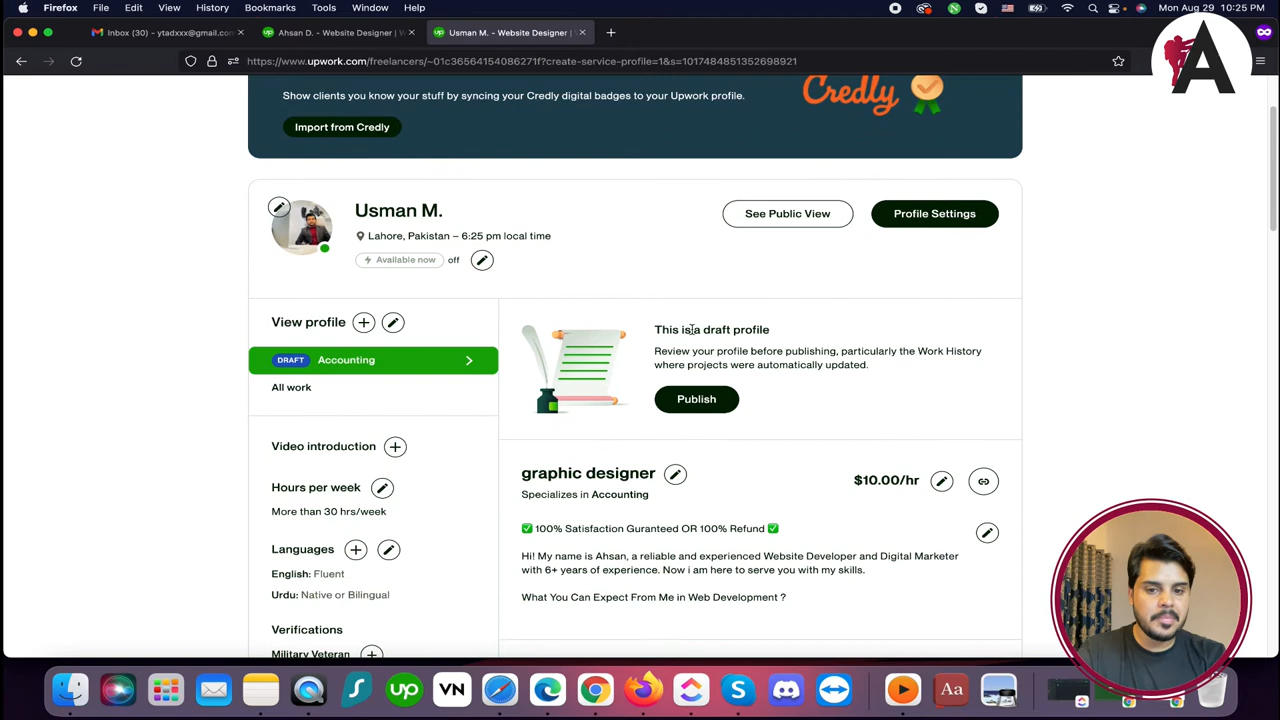 Firefox File Edit View History Bookmarks Tools Window Help
Mon Aug 29 10:25 PM
Inbox (30) - ytadxxx@gmail.com
Ahsan D. - Website Designer |
Usman M. - Website Designer |
https://www.upwork.com/freelancers/~01c36564154086271f?create-service-profile=1&s=1017484851352698921
A
Show clients you know your stuff by syncing your Credly digital badges to your Upwork profile.
Credly
Import from Credly
Usman M.
Lahore, Pakistan – 6:25 pm local time
Available now off
See Public View
Profile Settings
View profile
DRAFT Accounting
All work
This is a draft profile
Review your profile before publishing, particularly the Work History
where projects were automatically updated.
Publish
Video introduction
Hours per week
More than 30 hrs/week
Languages
English: Fluent
Urdu: Native or Bilingual
Verifications
Military Veteran
graphic designer
$10.00/hr
Specializes in Accounting
✅ 100% Satisfaction Guranteed OR 100% Refund ✅
Hi! My name is Ahsan, a reliable and experienced Website Developer and Digital Marketer
with 6+ years of experience. Now i am here to serve you with my skills.
What You Can Expect From Me in Web Development ?
up
VN
Aa